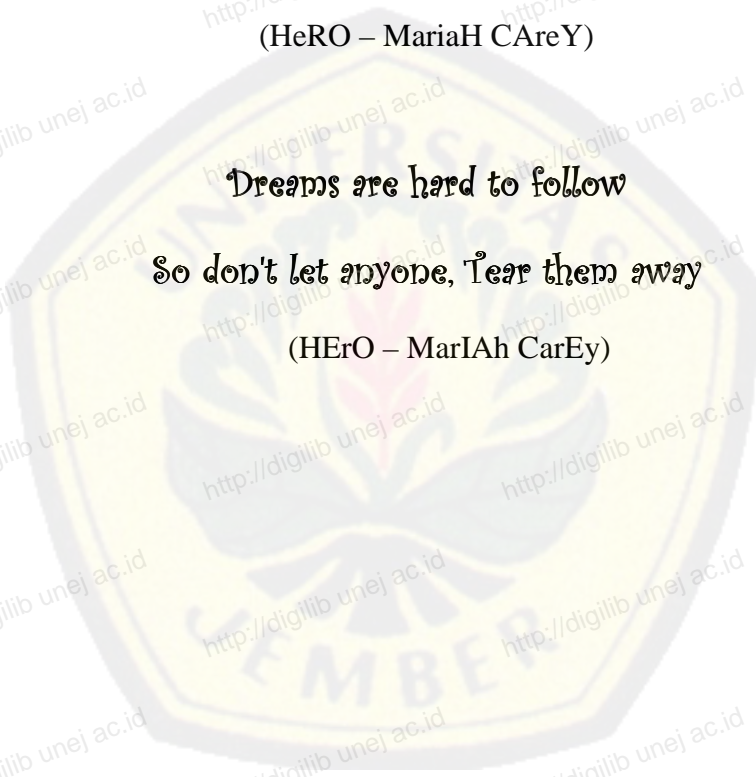 (HeRO – MariaH CAreY)
Dreams are hard to follow
So don't let anyone, Tear them away
(HErO – MarIAh CarEy)
UNIVERSITAS
JEMBER
http://digilib unej ac.id